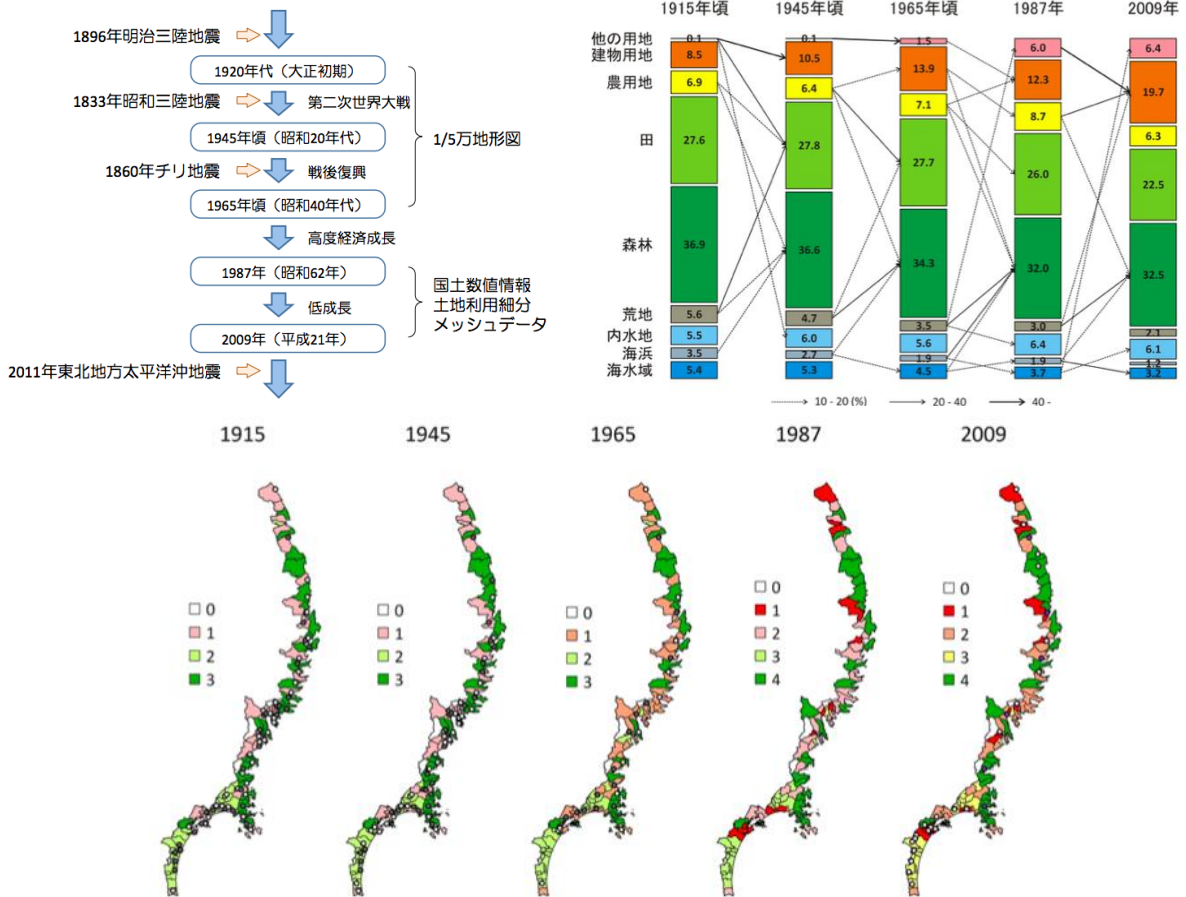 1896年明治三陸地震
1920年代（大正初期）
1833年昭和三陸地震
第二次世界大戦
1945年頃（昭和20年代）
1/5万地形図
1860年チリ地震
戦後復興
1965年頃（昭和40年代）
高度経済成長
1987年（昭和62年）
国土数値情報
土地利用細分
メッシュデータ
低成長
2009年（平成21年）
2011年東北地方太平洋沖地震
1915年頃 1945年頃 1965年頃 1987年 2009年
他の用地 0.1 0.1 1.5 6.0 6.4
建物用地 8.5 10.5 13.9 12.3 19.7
農用地 6.9 6.4 7.1 8.7 6.3
田 27.6 27.8 27.7 26.0 22.5
森林 36.9 36.6 34.3 32.0 32.5
荒地 5.6 4.7 3.5 3.0 2.1
内水地 5.5 6.0 5.6 6.4 6.1
海浜 3.5 2.7 1.9 1.9 1.2
海水域 5.4 5.3 4.5 3.7 3.2
10 - 20 (%) 20 - 40 40 -
1915 1945 1965 1987 2009
0 0 0 0 0
1 1 1 1 1
2 2 2 2 2
3 3 3 3 3
4 4